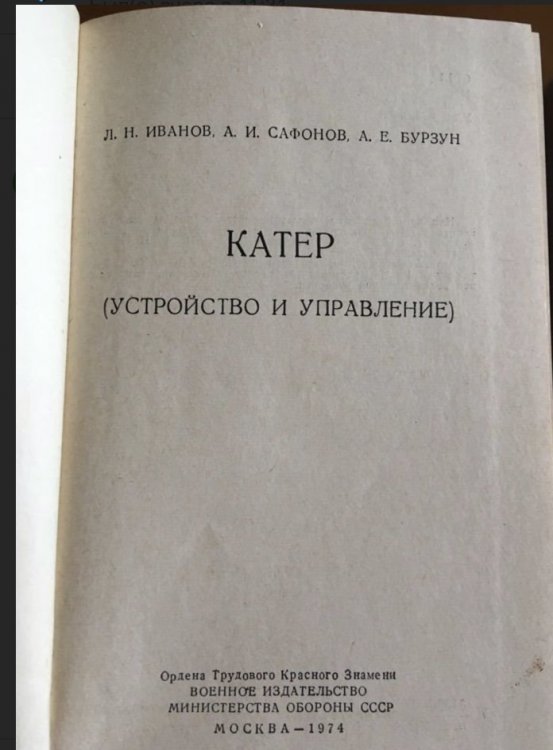 Л. Н. ИВАНОВ, А. И. САФОНОВ, А. Е. БУРЗУН
КАТЕР
(УСТРОЙСТВО И УПРАВЛЕНИЕ)
Ордена Трудового Красного Знамени
ВОЕННОЕ ИЗДАТЕЛЬСТВО
МИНИСТЕРСТВА ОБОРОНЫ СССР
МОСКВА—1974